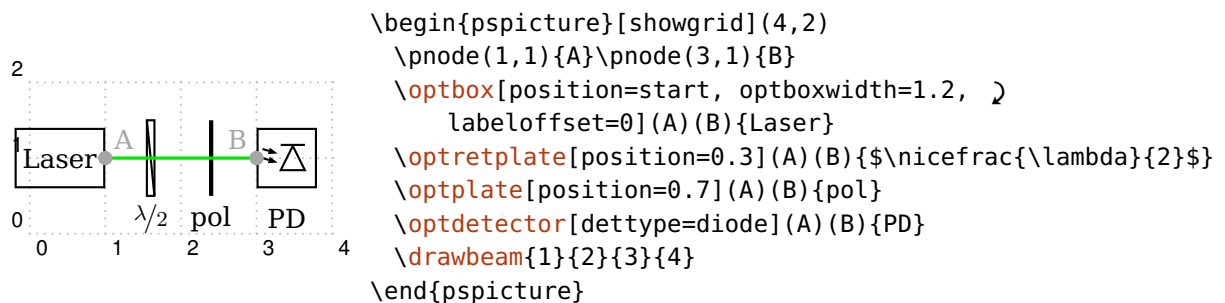 2
1
0
0 1 2 3 4
Laser A B
λ/2 pol PD
\begin{pspicture}[showgrid](4,2)
\pnode(1,1){A}\pnode(3,1){B}
\optbox[position=start, optboxwidth=1.2,
labeloffset=0](A)(B){Laser}
\optretplate[position=0.3](A)(B){$\nicefrac{\lambda}{2}$}
\optplate[position=0.7](A)(B){pol}
\optdetector[dettype=diode](A)(B){PD}
\drawbeam{1}{2}{3}{4}
\end{pspicture}